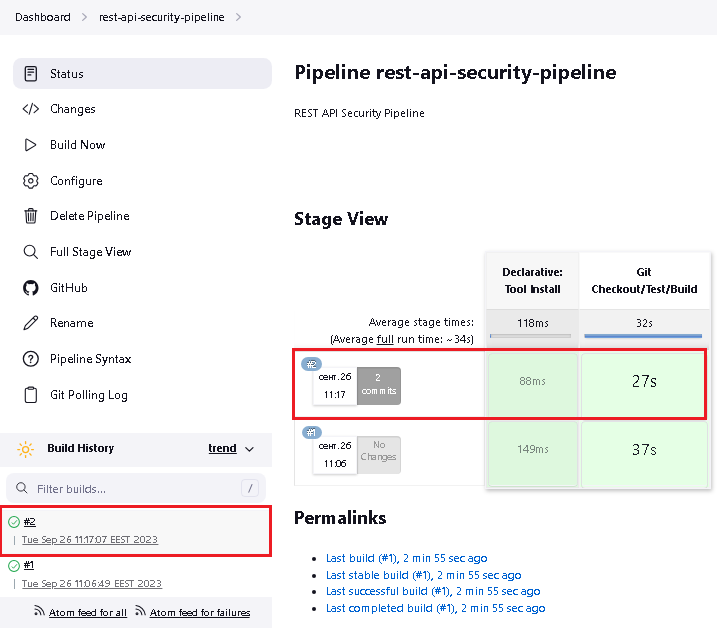 Dashboard > rest-api-security-pipeline >
Status
Changes
Build Now
Configure
Delete Pipeline
Full Stage View
GitHub
Rename
Pipeline Syntax
Git Polling Log
Build History trend
Filter builds... /
#2
Tue Sep 26 11:17:07 EEST 2023
#1
Tue Sep 26 11:06:49 EEST 2023
Atom feed for all Atom feed for failures
Pipeline rest-api-security-pipeline
REST API Security Pipeline
Stage View
Declarative:
Tool Install
Git
Checkout/Test/Build
Average stage times:
(Average full run time: ~34s)
118ms
32s
#2
сент. 26
11:17
2
commits
88ms
27s
#1
сент. 26
11:06
No
Changes
149ms
37s
Permalinks
Last build (#1), 2 min 55 sec ago
Last stable build (#1), 2 min 55 sec ago
Last successful build (#1), 2 min 55 sec ago
Last completed build (#1), 2 min 55 sec ago